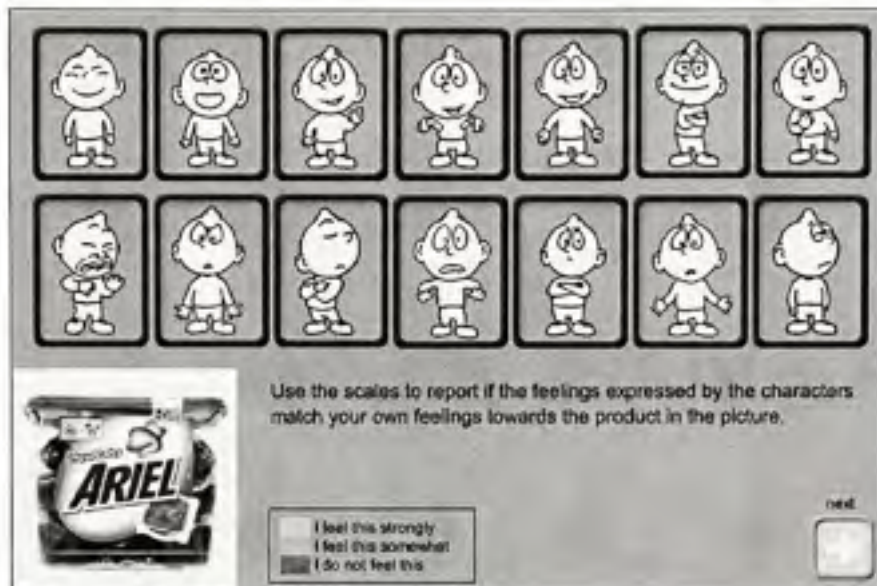 Use the scales to report if the feelings expressed by the characters
match your own feelings towards the product in the picture.
ARIEL
I feel this strongly
I feel this somewhat
I do not feel this
next